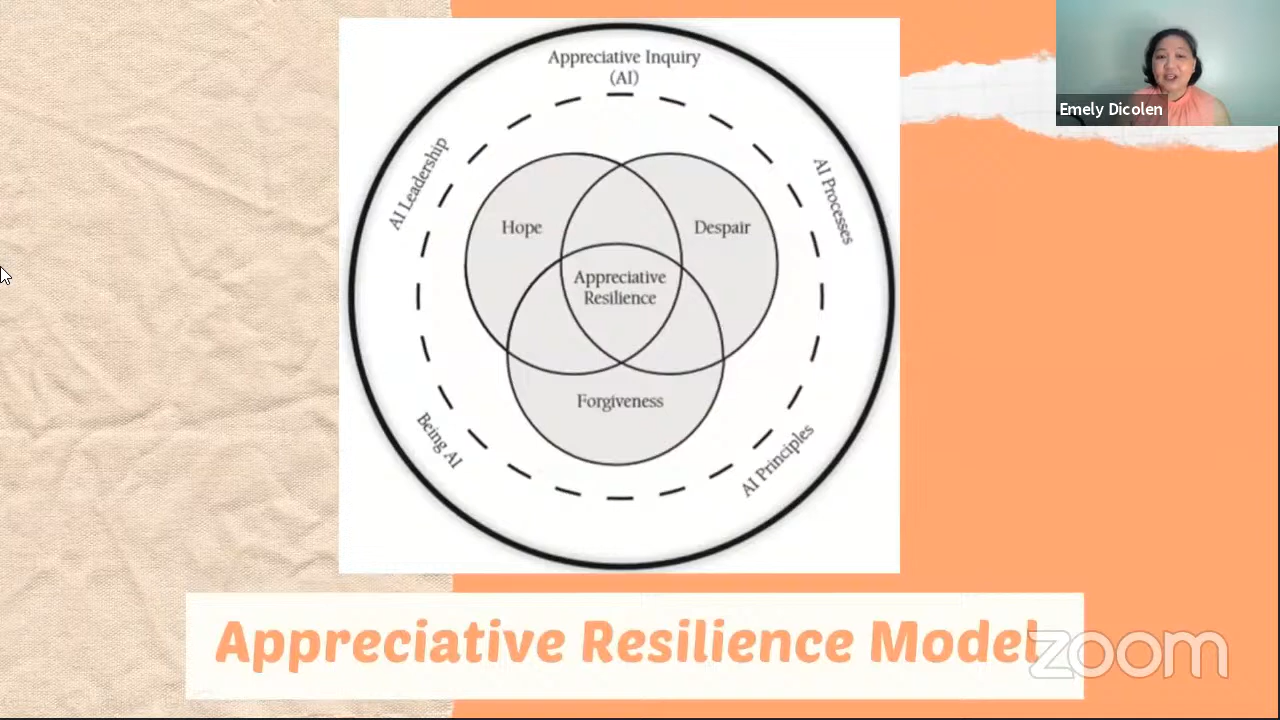 Appreciative Inquiry
(AI)
Emely Dicolen
AI Leadership
AI Processes
Hope
Despair
Appreciative
Resilience
Forgiveness
Being AI
AI Principles
Appreciative Resilience Model
zoom